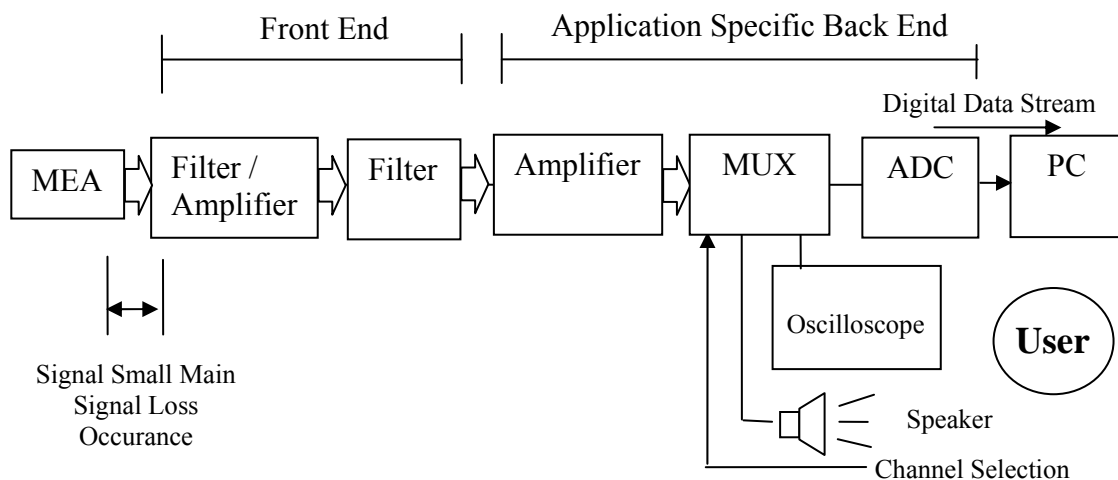 Front End
Application Specific Back End
Digital Data Stream
MEA
Filter /
Amplifier
Filter
Amplifier
MUX
ADC
PC
Oscilloscope
User
Signal Small Main
Signal Loss
Occurance
Speaker
Channel Selection